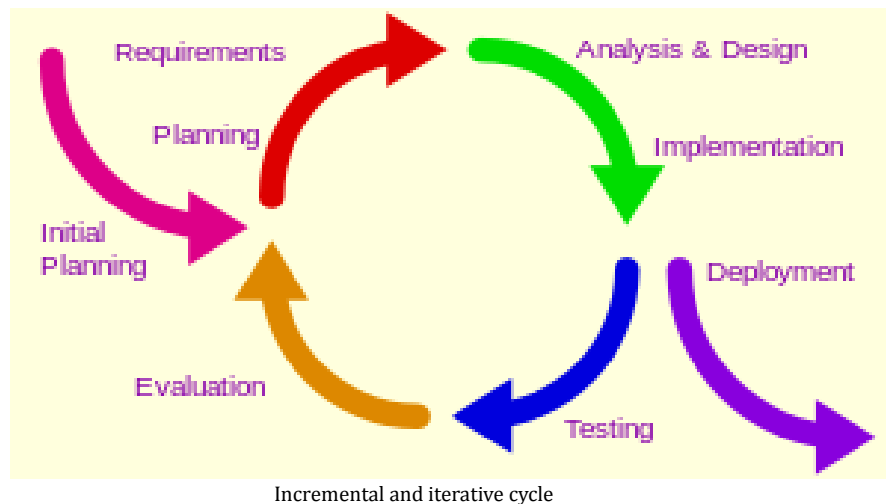 Requirements
Analysis & Design
Planning
Implementation
Initial
Planning
Deployment
Evaluation
Testing
Incremental and iterative cycle